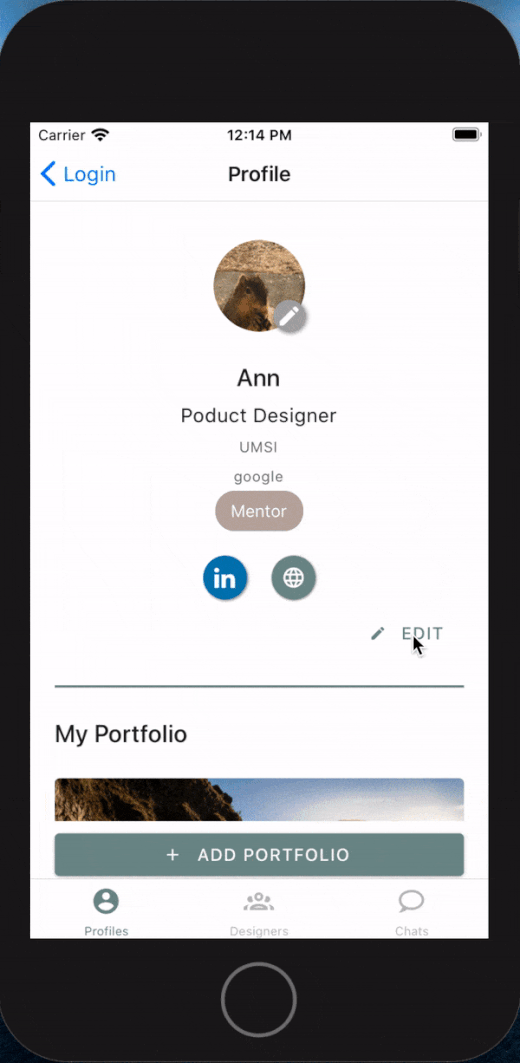 Carrier 12:14 PM
Login Profile
Ann
Poduct Designer
UMSI
google
Mentor
in
EDIT
My Portfolio
+ ADD PORTFOLIO
Profiles Designers Chats